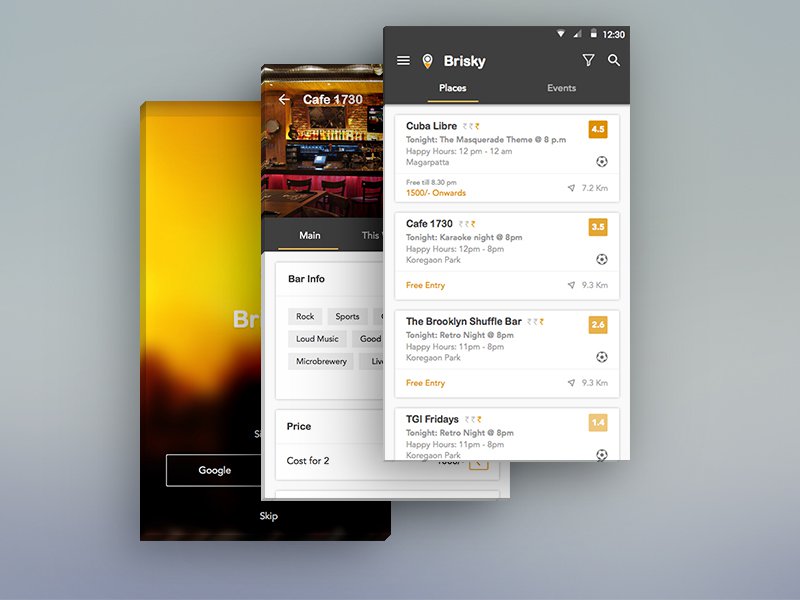 12:30
Brisky
Places Events
Cuba Libre ₹₹₹ 4.5
Tonight: The Masquerade Theme @ 8 p.m
Happy Hours: 12 pm - 12 am
Magarpatta
Free till 8.30 pm
1500/- Onwards 7.2 Km
Cafe 1730 ₹₹₹ 3.5
Tonight: Karaoke night @ 8pm
Happy Hours: 12pm - 8pm
Koregaon Park
Free Entry 9.3 Km
The Brooklyn Shuffle Bar ₹₹₹ 2.6
Tonight: Retro Night @ 8pm
Happy Hours: 11pm - 8pm
Koregaon Park
Free Entry 9.3 Km
TGI Fridays ₹₹₹ 1.4
Tonight: Retro Night @ 8pm
Happy Hours: 11pm - 8pm
Koregaon Park
Cafe 1730
Main This
Bar Info
Rock Sports
Loud Music Good
Microbrewery Liv
Price
Cost for 2
Bri
Si
Google
Skip